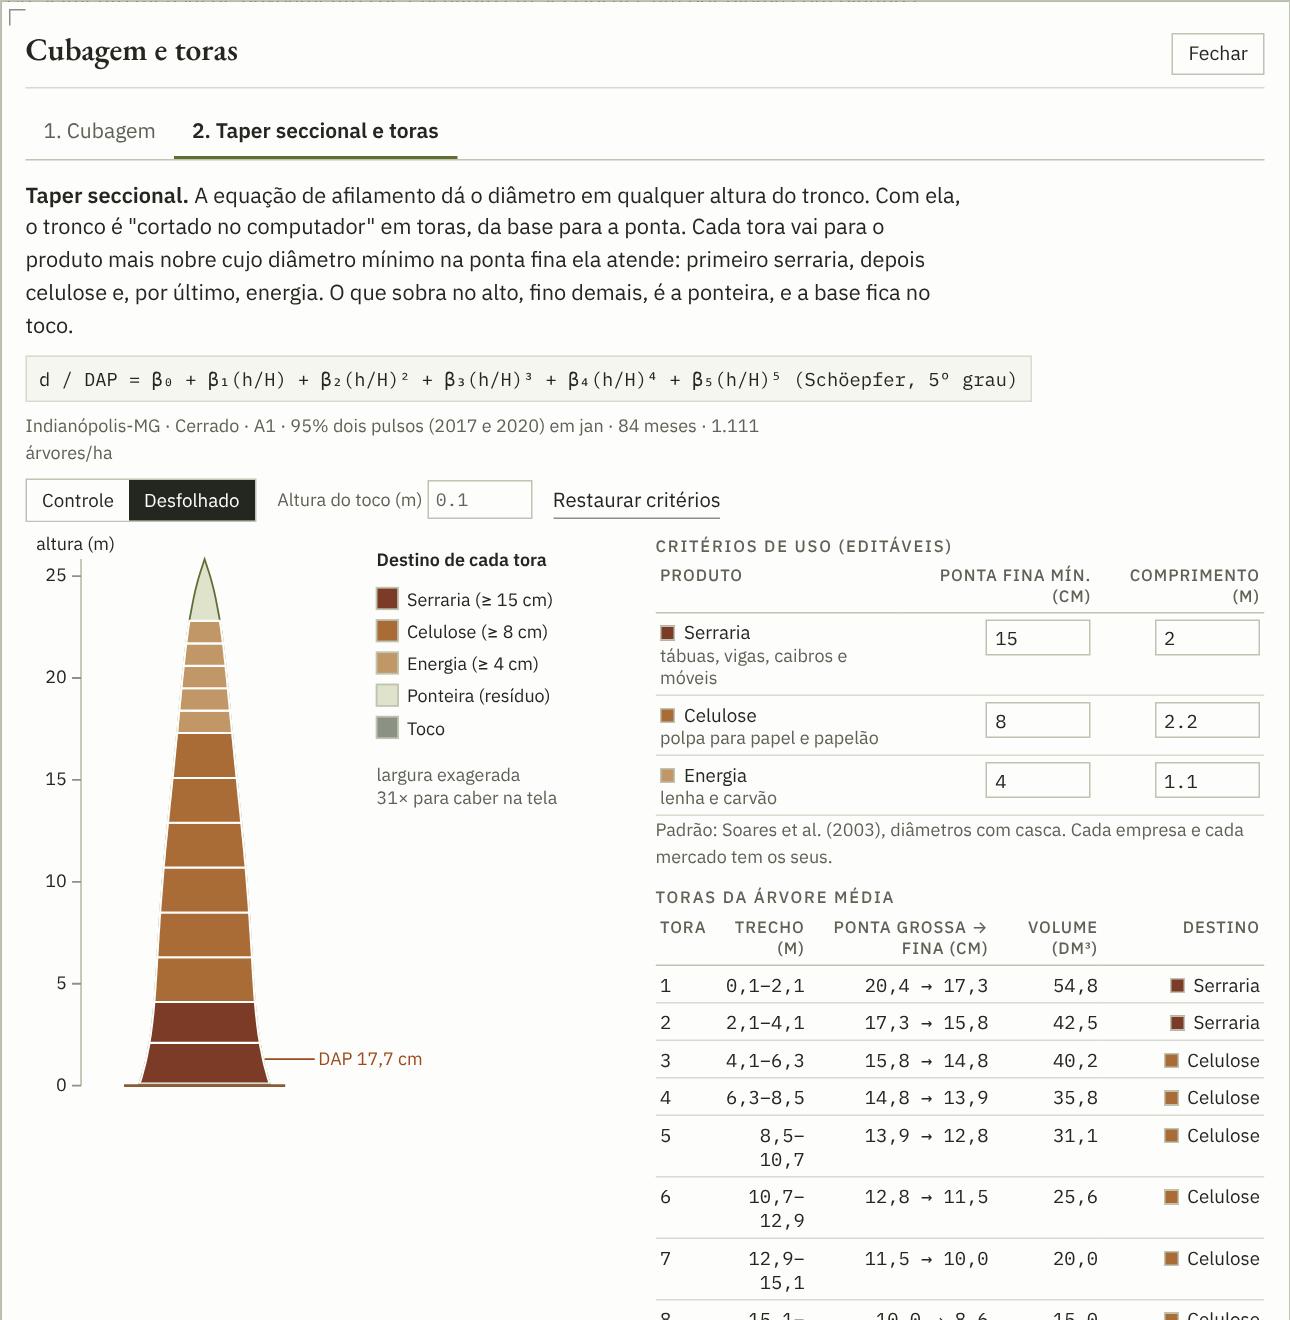 Cubagem e toras
Fechar
1. Cubagem
2. Taper seccional e toras
Taper seccional. A equação de afilamento dá o diâmetro em qualquer altura do tronco. Com ela,
o tronco é "cortado no computador" em toras, da base para a ponta. Cada tora vai para o
produto mais nobre cujo diâmetro mínimo na ponta fina ela atende: primeiro serraria, depois
celulose e, por último, energia. O que sobra no alto, fino demais, é a ponteira, e a base fica no
toco.
d / DAP = β₀ + β₁(h/H) + β₂(h/H)² + β₃(h/H)³ + β₄(h/H)⁴ + β₅(h/H)⁵ (Schöepfer, 5º grau)
Indianópolis-MG · Cerrado · A1 · 95% dois pulsos (2017 e 2020) em jan · 84 meses · 1.111
árvores/ha
Controle
Desfolhado
Altura do toco (m)
0.1
Restaurar critérios
altura (m)
25
20
15
10
5
0
DAP 17,7 cm
Destino de cada tora
Serraria (≥ 15 cm)
Celulose (≥ 8 cm)
Energia (≥ 4 cm)
Ponteira (resíduo)
Toco
largura exagerada
31× para caber na tela
CRITÉRIOS DE USO (EDITÁVEIS)
PRODUTO PONTA FINA MÍN. COMPRIMENTO
(CM) (M)
Serraria 15 2
tábuas, vigas, caibros e
móveis
Celulose 8 2.2
polpa para papel e papelão
Energia 4 1.1
lenha e carvão
Padrão: Soares et al. (2003), diâmetros com casca. Cada empresa e cada
mercado tem os seus.
TORAS DA ÁRVORE MÉDIA
TORA TRECHO PONTA GROSSA → VOLUME DESTINO
(M) FINA (CM) (DM³)
1 0,1–2,1 20,4 → 17,3 54,8 Serraria
2 2,1–4,1 17,3 → 15,8 42,5 Serraria
3 4,1–6,3 15,8 → 14,8 40,2 Celulose
4 6,3–8,5 14,8 → 13,9 35,8 Celulose
5 8,5– 13,9 → 12,8 31,1 Celulose
10,7
6 10,7– 12,8 → 11,5 25,6 Celulose
12,9
7 12,9– 11,5 → 10,0 20,0 Celulose
15,1
8 15,1– 10,0 → 8,6 15,0 Celulose